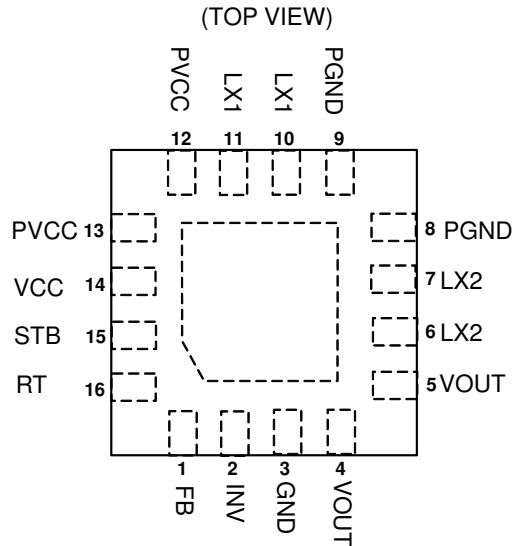 (TOP VIEW)
PVCC LX1 LX1 PGND
12 11 10 9
PVCC 13
8 PGND
VCC 14
7 LX2
STB 15
6 LX2
RT 16
5 VOUT
1 2 3 4
FB INV GND VOUT